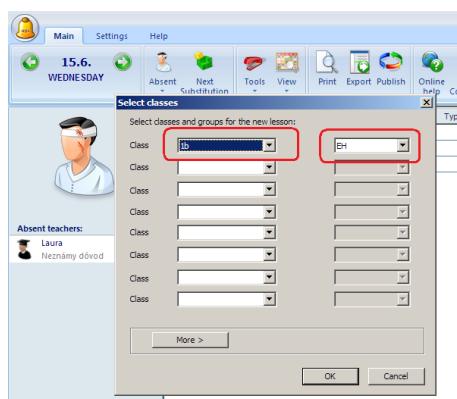 Main Settings Help
15.6.
WEDNESDAY
Absent Next Substitution Tools View Print Export Publish Online help
Select classes
Typ
Select classes and groups for the new lesson:
Class 1b EH
Class
Class
Class
Class
Class
Class
Class
Absent teachers:
Laura
Neznámy dôvod
More >
OK Cancel